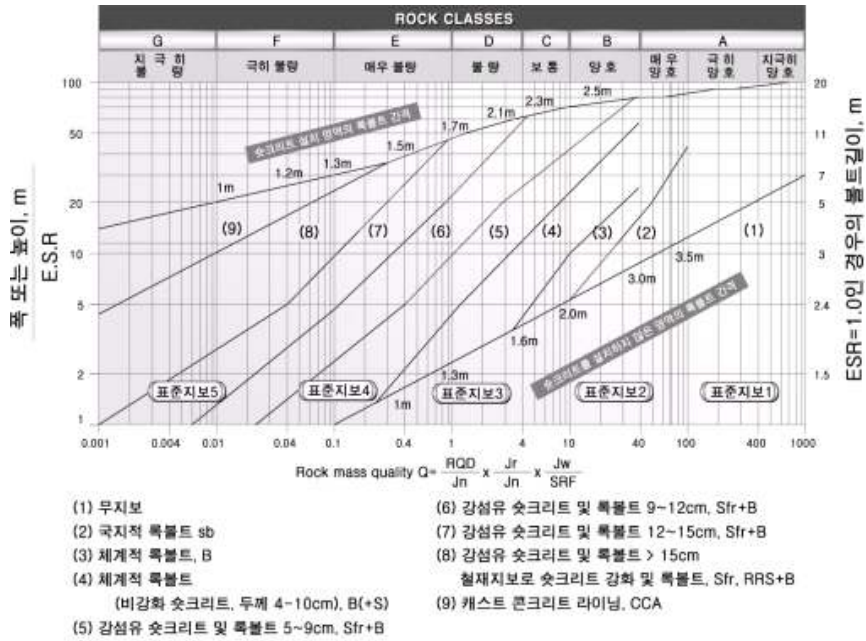 ROCK CLASSES
G F E D C B A
지극히 불량 극히 불량 매우 불량 불 량 보 통 양 호 매우 양호 극히 양호 지극히 양호
100
50
20
10
5
2
1
폭 또는 높이, m
E.S.R
20
11
7
5
3
2.4
1.5
ESR=1.0인 경우의 볼트길이, m
숏크리트 설치 영역의 록볼트 간격
1m
1.2m
1.3m
1.5m
1.7m
2.1m
2.3m
2.5m
(9)
(8)
(7)
(6)
(5)
(4)
(3)
(2)
(1)
3.5m
3.0m
2.0m
1.6m
1.3m
1m
숏크리트를 설치하지 않은 영역의 록볼트 간격
표준지보5 표준지보4 표준지보3 표준지보2 표준지보1
0.001 0.004 0.01 0.04 0.1 0.4 1 4 10 40 100 400 1000
Rock mass quality Q= RQD/Jn x Jr/Jn x Jw/SRF
(1) 무지보
(2) 국지적 록볼트 sb
(3) 체계적 록볼트, B
(4) 체계적 록볼트
(비강화 숏크리트, 두께 4-10cm), B(+S)
(5) 강섬유 숏크리트 및 록볼트 5~9cm, Sfr+B
(6) 강섬유 숏크리트 및 록볼트 9~12cm, Sfr+B
(7) 강섬유 숏크리트 및 록볼트 12~15cm, Sfr+B
(8) 강섬유 숏크리트 및 록볼트 > 15cm
철재지보로 숏크리트 강화 및 록볼트, Sfr, RRS+B
(9) 캐스트 콘크리트 라이닝, CCA